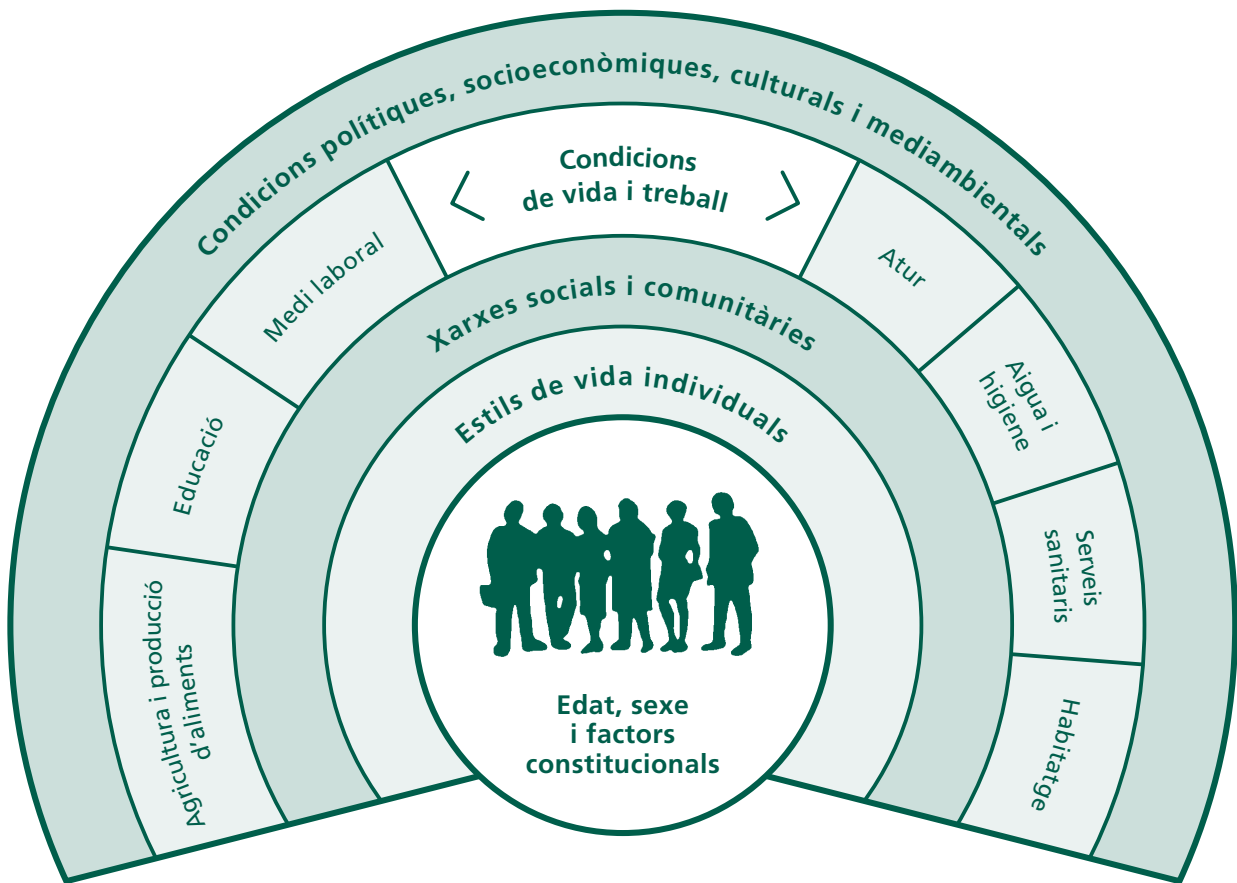 Condicions polítiques, socioeconòmiques, culturals i mediambientals
Condicions
de vida i treball
Agricultura i producció
d'aliments
Educació
Medi laboral
Atur
Aigua i
higiene
Serveis
sanitaris
Habitatge
Xarxes socials i comunitàries
Estils de vida individuals
Edat, sexe
i factors
constitucionals